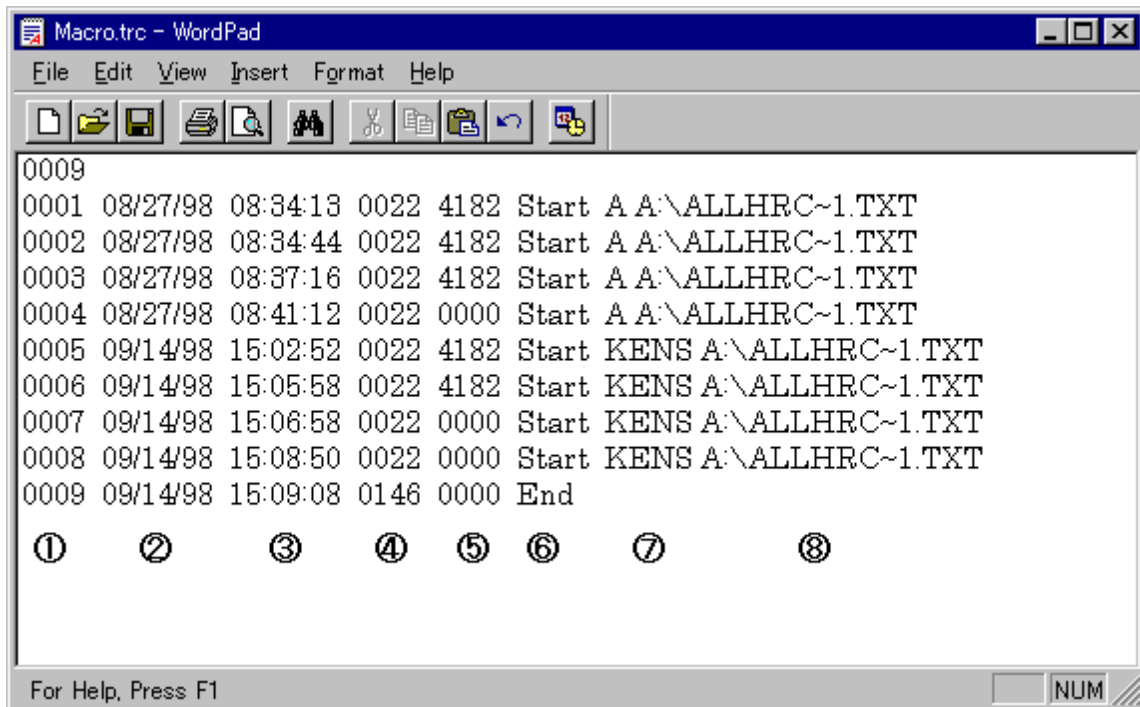 Macro.trc - WordPad
File Edit View Insert Format Help
0009
0001 08/27/98 08:34:13 0022 4182 Start A A:\ALLHRC~1.TXT
0002 08/27/98 08:34:44 0022 4182 Start A A:\ALLHRC~1.TXT
0003 08/27/98 08:37:16 0022 4182 Start A A:\ALLHRC~1.TXT
0004 08/27/98 08:41:12 0022 0000 Start A A:\ALLHRC~1.TXT
0005 09/14/98 15:02:52 0022 4182 Start KENS A:\ALLHRC~1.TXT
0006 09/14/98 15:05:58 0022 4182 Start KENS A:\ALLHRC~1.TXT
0007 09/14/98 15:06:58 0022 0000 Start KENS A:\ALLHRC~1.TXT
0008 09/14/98 15:08:50 0022 0000 Start KENS A:\ALLHRC~1.TXT
0009 09/14/98 15:09:08 0146 0000 End
① ② ③ ④ ⑤ ⑥ ⑦ ⑧
For Help, Press F1 NUM